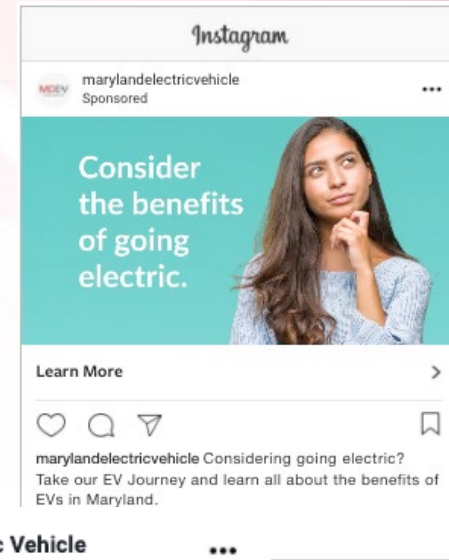 Instagram
MDEV
marylandelectricvehicle
Sponsored
•••
Consider
the benefits
of going
electric.
Learn More
marylandelectricvehicle Considering going electric?
Take our EV Journey and learn all about the benefits of
EVs in Maryland.
Vehicle
•••